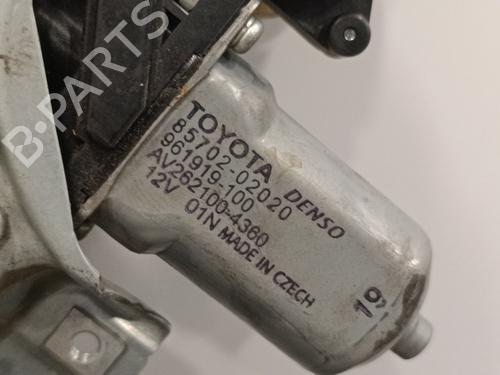 B-PARTS
TOYOTA DENSO
85702-02020
961919-100
AV262100-4360
12V 01N MADE IN CZECH